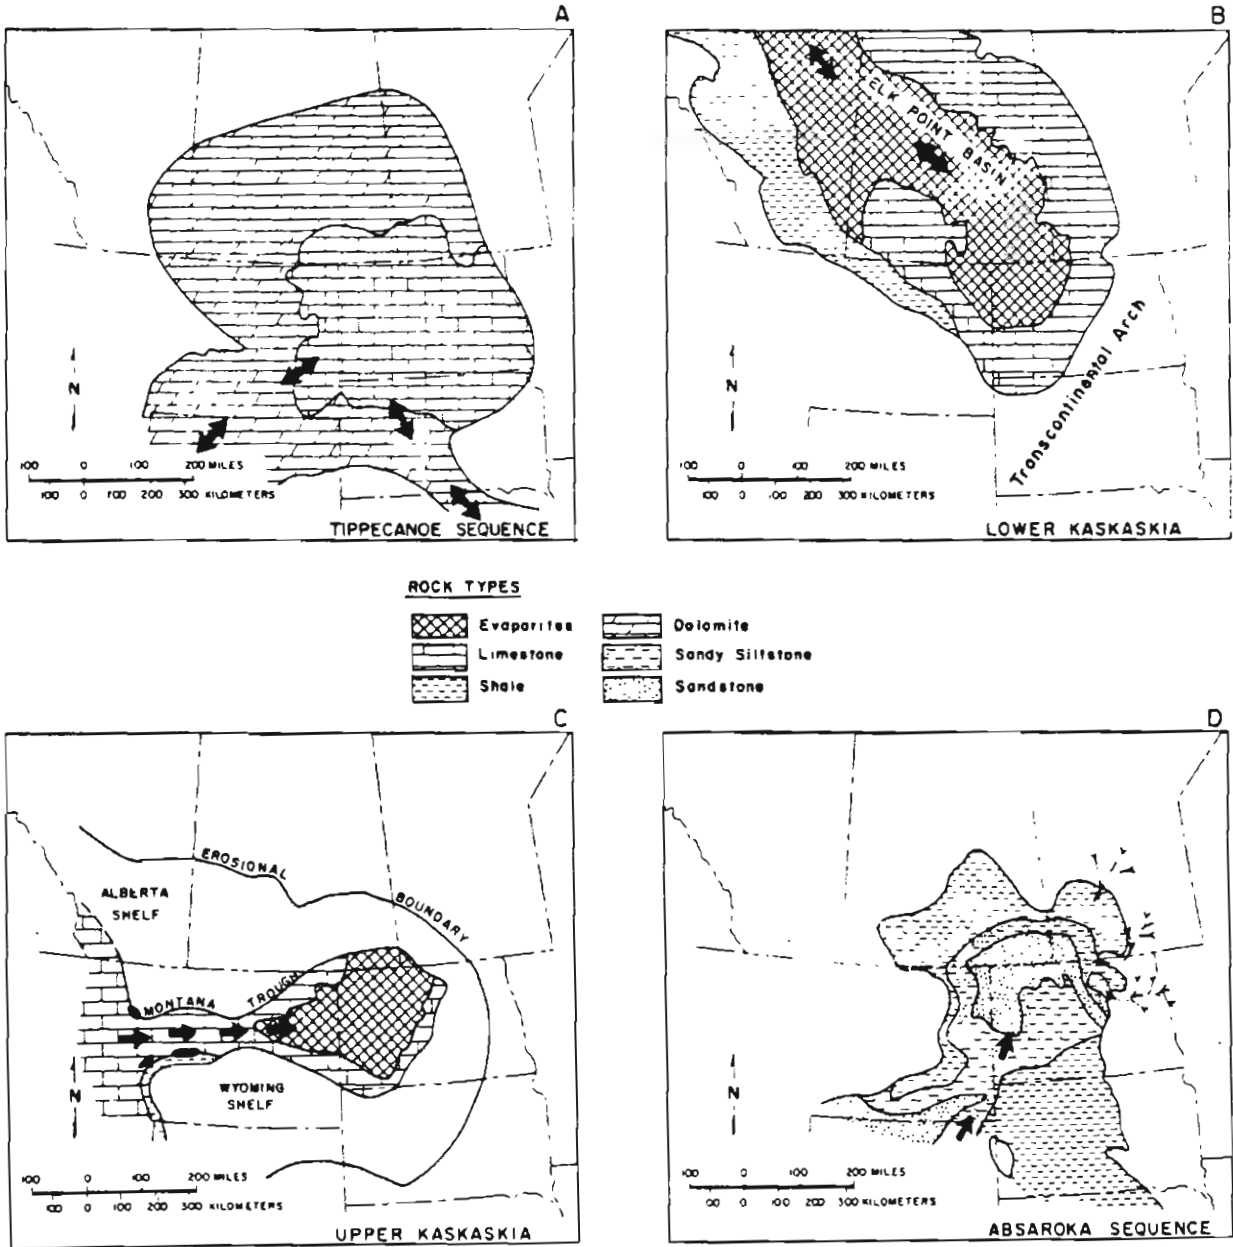 A
N
100 0 100 200 MILES
100 0 100 200 300 KILOMETERS
TIPPECANOE SEQUENCE
B
ELK POINT BASIN
Transcontinental Arch
N
100 0 100 200 MILES
100 0 100 200 300 KILOMETERS
LOWER KASKASKIA
ROCK TYPES
Evaporites
Dolomite
Limestone
Sandy Siltstone
Shale
Sandstone
C
EROSIONAL BOUNDARY
ALBERTA
SHELF
MONTANA TROUGH
WYOMING
SHELF
N
100 0 100 200 MILES
100 0 100 200 300 KILOMETERS
UPPER KASKASKIA
D
N
100 0 100 200 MILES
100 0 100 200 300 KILOMETERS
ABSAROKA SEQUENCE